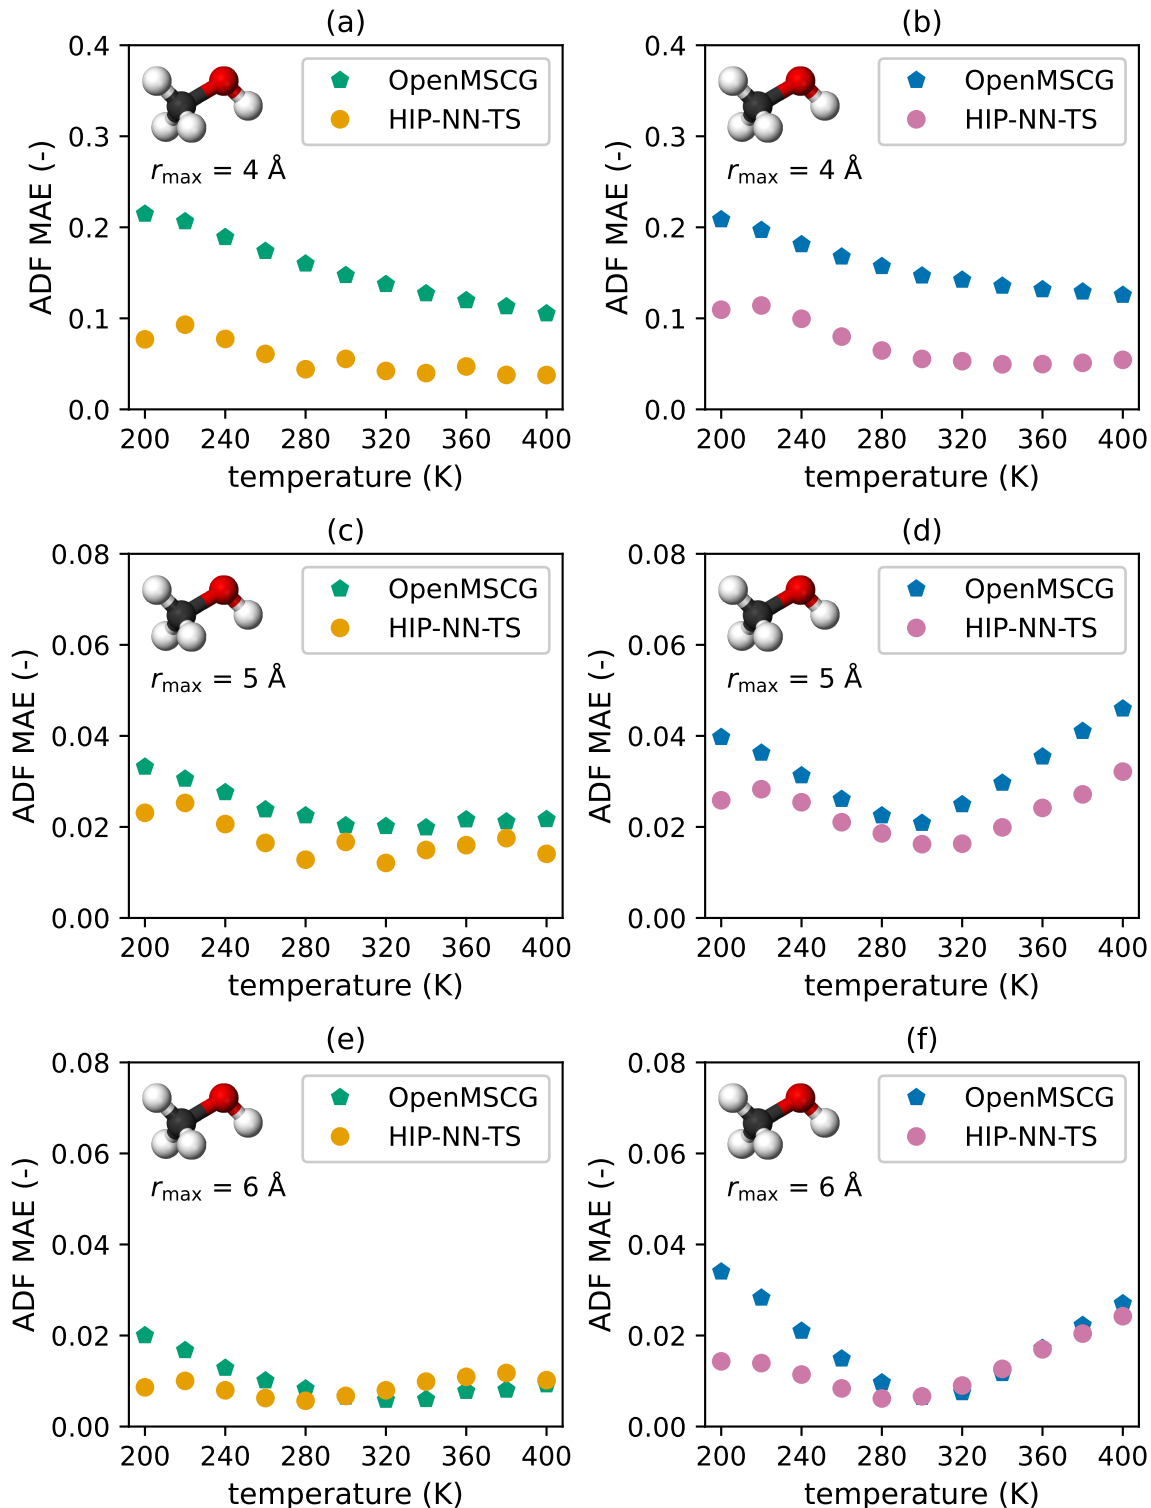 (a)
0.4
0.3
0.2
0.1
0.0
ADF MAE (-)
OpenMSCG
HIP-NN-TS
rmax = 4 Å
200 240 280 320 360 400
temperature (K)
(b)
0.4
0.3
0.2
0.1
0.0
ADF MAE (-)
OpenMSCG
HIP-NN-TS
rmax = 4 Å
200 240 280 320 360 400
temperature (K)
(c)
0.08
0.06
0.04
0.02
0.00
ADF MAE (-)
OpenMSCG
HIP-NN-TS
rmax = 5 Å
200 240 280 320 360 400
temperature (K)
(d)
0.08
0.06
0.04
0.02
0.00
ADF MAE (-)
OpenMSCG
HIP-NN-TS
rmax = 5 Å
200 240 280 320 360 400
temperature (K)
(e)
0.08
0.06
0.04
0.02
0.00
ADF MAE (-)
OpenMSCG
HIP-NN-TS
rmax = 6 Å
200 240 280 320 360 400
temperature (K)
(f)
0.08
0.06
0.04
0.02
0.00
ADF MAE (-)
OpenMSCG
HIP-NN-TS
rmax = 6 Å
200 240 280 320 360 400
temperature (K)